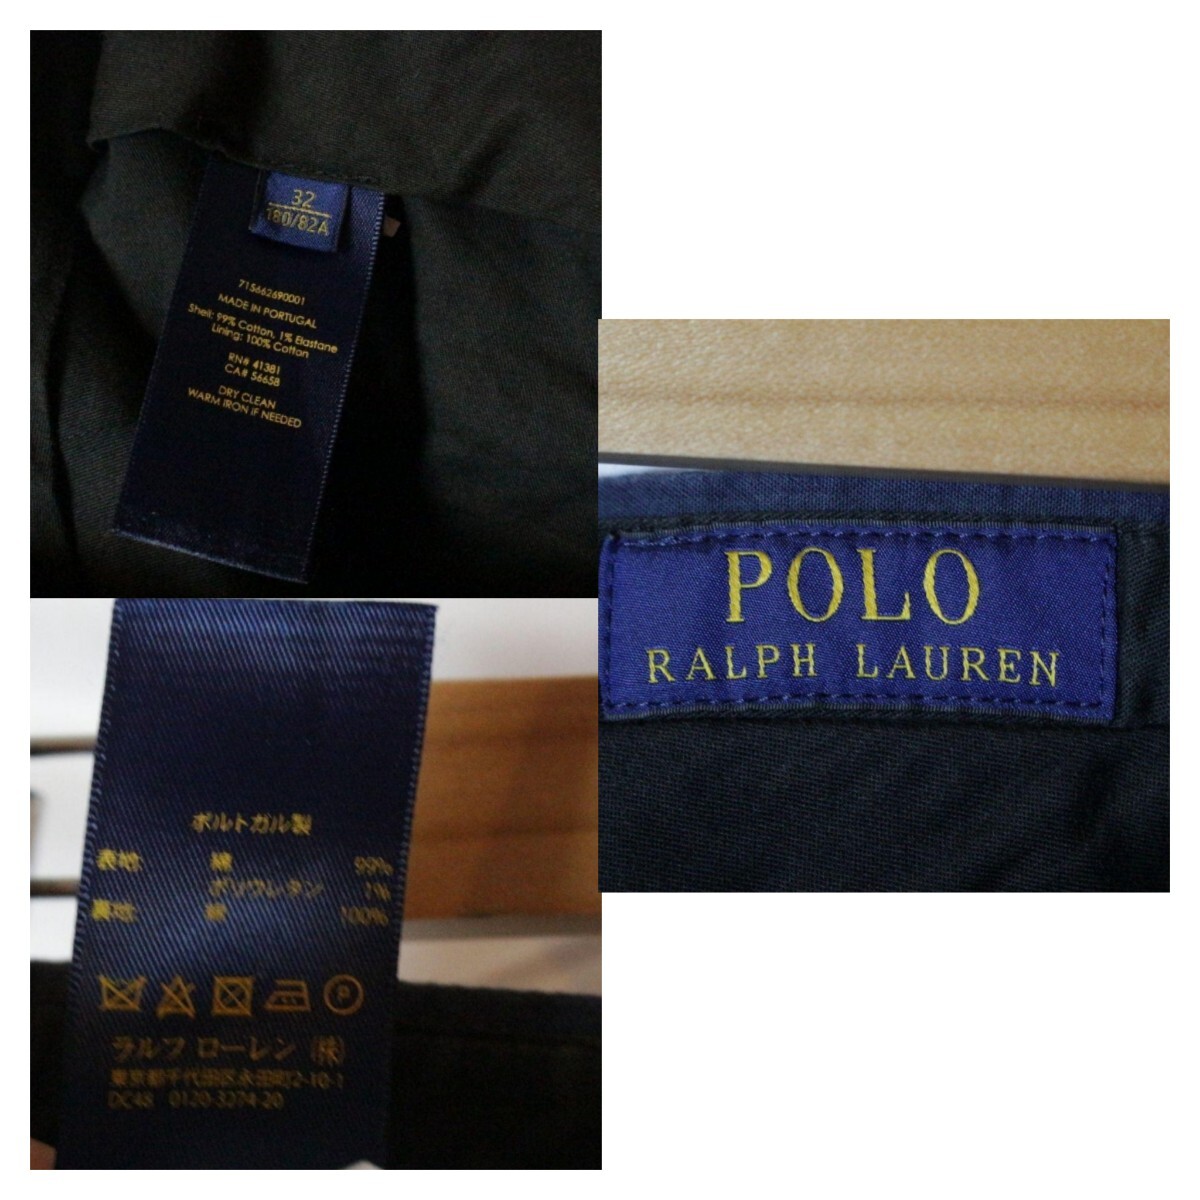 32
180/82A
715662690001
MADE IN PORTUGAL
Shell: 99% Cotton, 1% Elastane
Lining: 100% Cotton
RN# 41381
CA# 56658
DRY CLEAN
WARM IRON IF NEEDED
POLO
RALPH LAUREN
ポルトガル製
表地: 綿 99%
ポリウレタン 1%
裏地: 綿 100%
P
ラルフ ローレン (株)
東京都千代田区永田町2-10-1
DC48 0120-3274-20